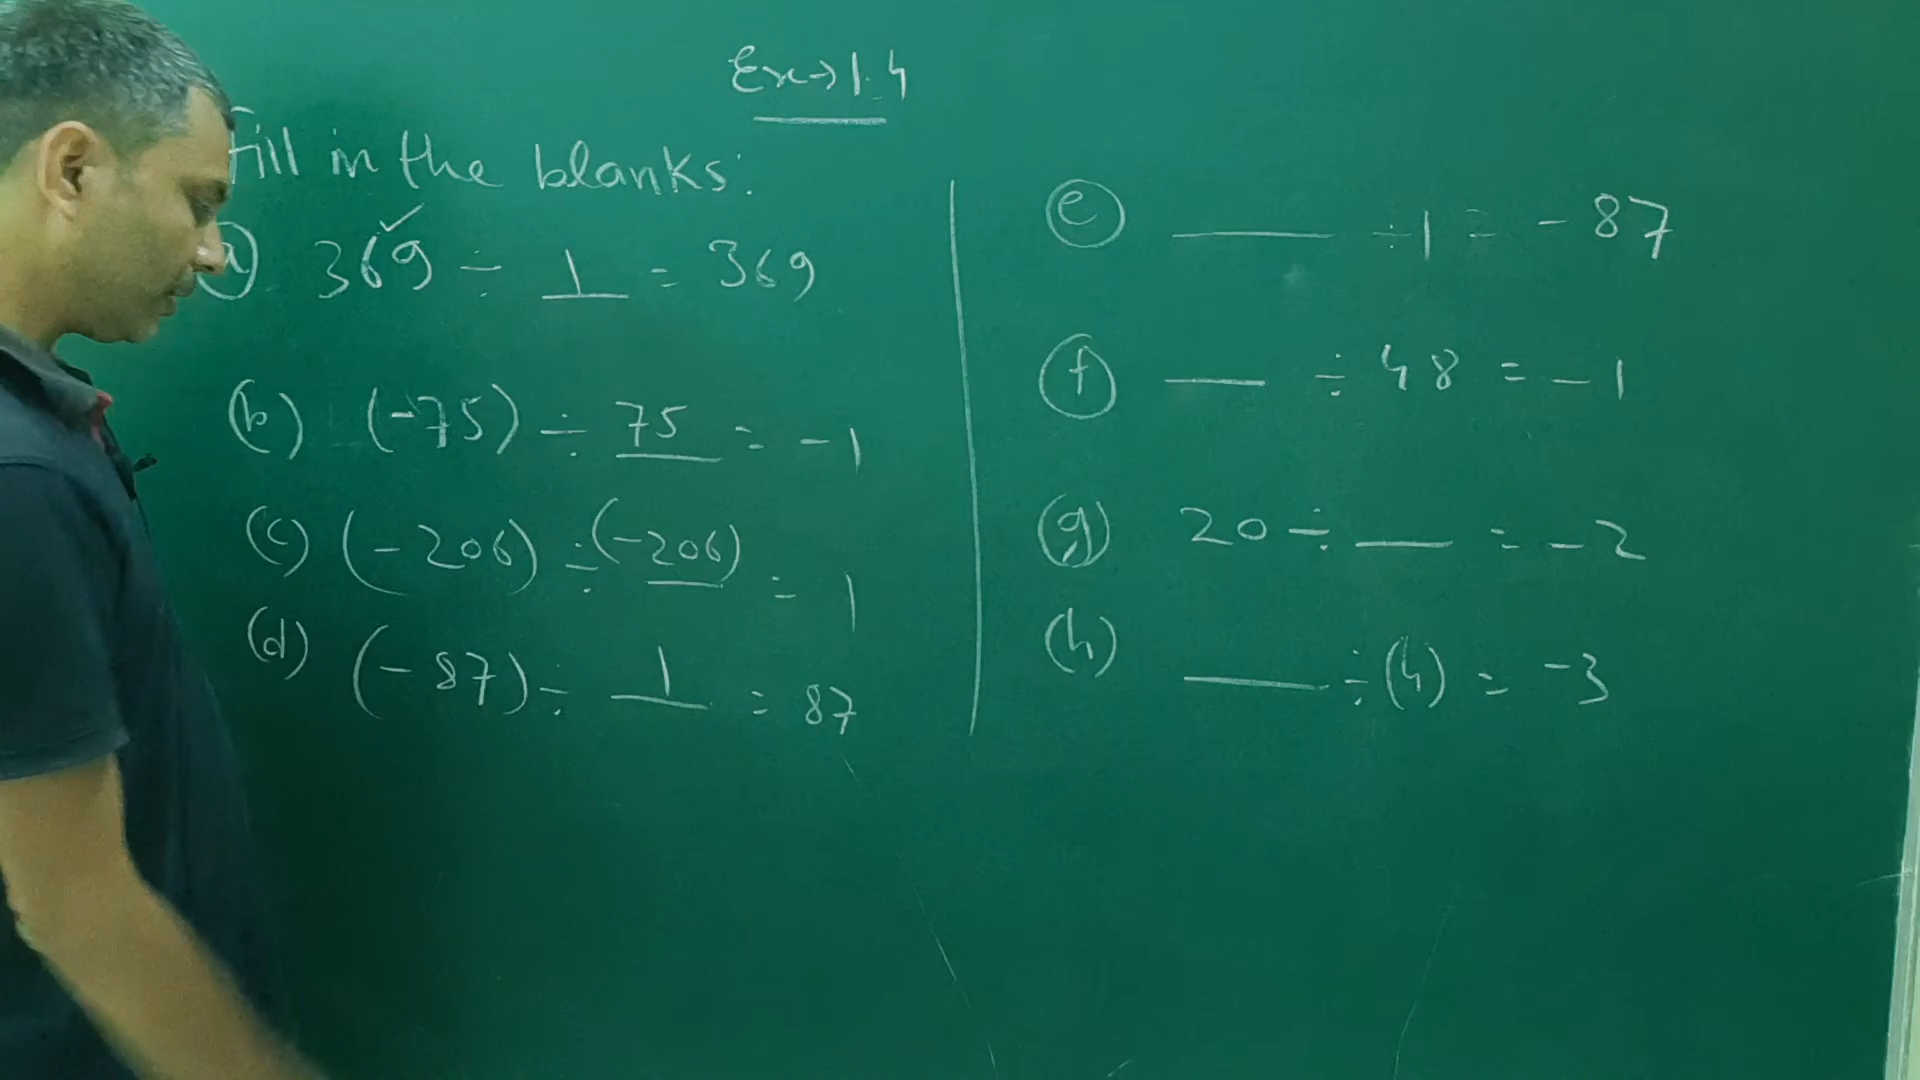 Ex → 1.4
Fill in the blanks:
a) 369 ÷ 1 = 369
(b) (-75) ÷ 75 = -1
(c) (-206) ÷ (-206) = 1
(d) (-87) ÷ 1 = 87
e ____ ÷ 1 = -87
f ____ ÷ 48 = -1
(g) 20 ÷ ____ = -2
(h) ____ ÷ (4) = -3